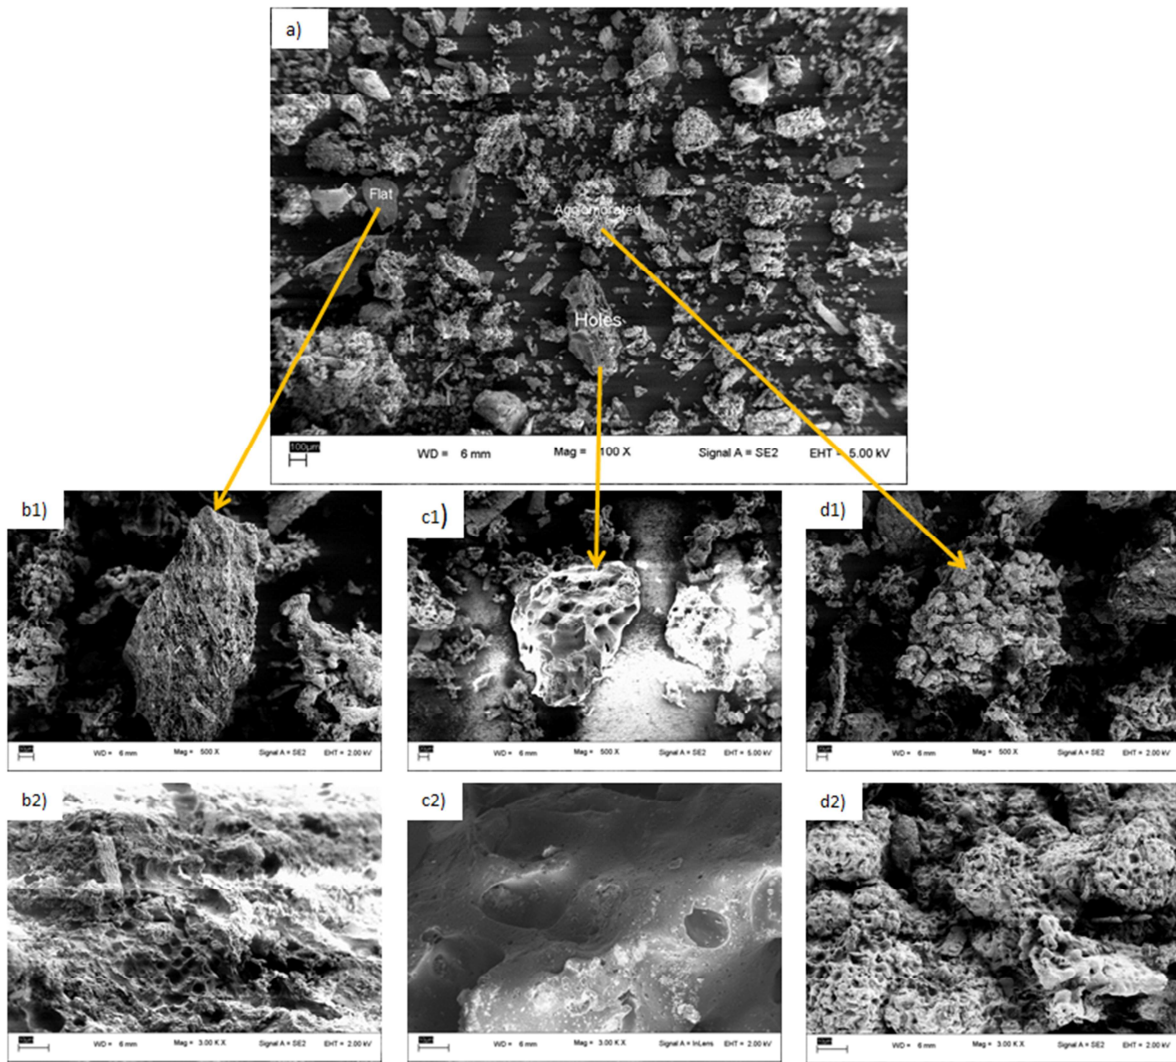 a)
Flat
Agglomorated
Holes
100µm
WD = 6 mm Mag = 100 X Signal A = SE2 EHT = 5.00 kV
b1)
c1)
d1)
WD = 6 mm Mag = 500 X Signal A = SE2 EHT = 2.00 kV
WD = 6 mm Mag = 500 X Signal A = SE2 EHT = 5.00 kV
WD = 6 mm Mag = 500 X Signal A = SE2 EHT = 2.00 kV
b2)
c2)
d2)
WD = 6 mm Mag = 3.00 K X Signal A = SE2 EHT = 2.00 kV
WD = 6 mm Mag = 3.00 K X Signal A = InLens EHT = 2.00 kV
WD = 6 mm Mag = 3.00 K X Signal A = SE2 EHT = 2.00 kV